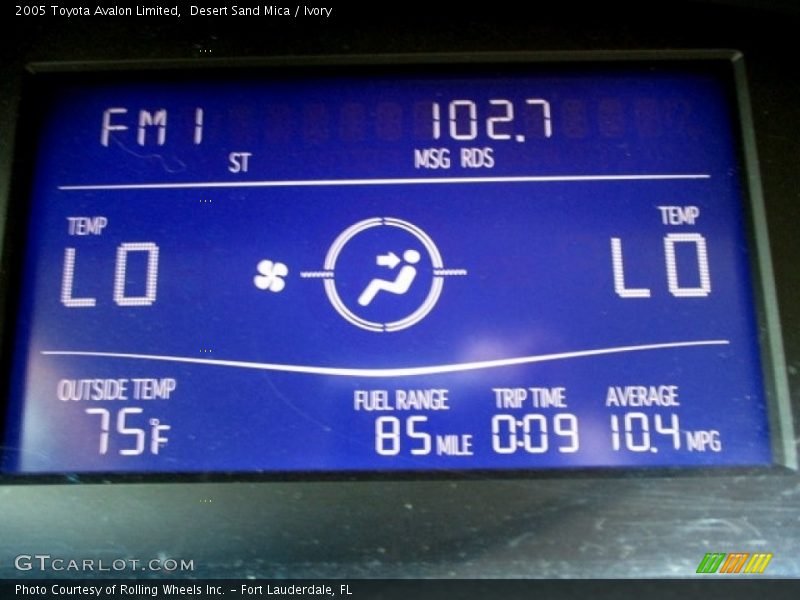 2005 Toyota Avalon Limited, Desert Sand Mica / Ivory
FM 1 102.7
ST MSG RDS
TEMP TEMP
LO LO
OUTSIDE TEMP FUEL RANGE TRIP TIME AVERAGE
75°F 85 MILE 0:09 10.4 MPG
GTCARLOT.COM
Photo Courtesy of Rolling Wheels Inc. - Fort Lauderdale, FL